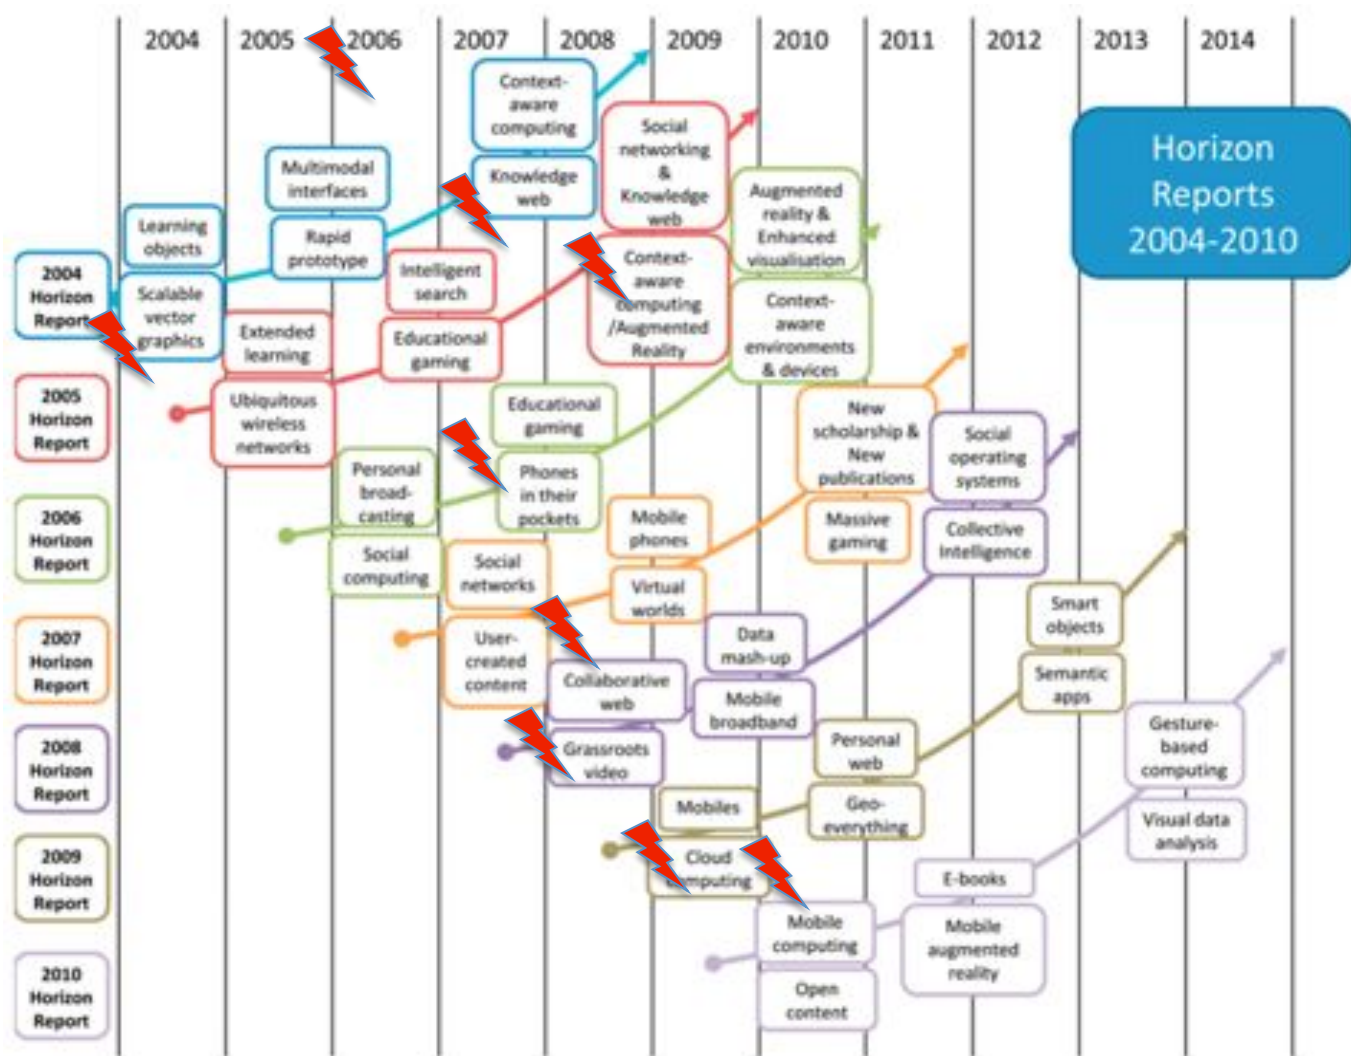 2004
2005
2006
2007
2008
2009
2010
2011
2012
2013
2014
Horizon
Reports
2004-2010
2004
Horizon
Report
Learning
objects
Scalable
vector
graphics
Multimodal
interfaces
Rapid
prototype
Context-
aware
computing
Knowledge
web
2005
Horizon
Report
Extended
learning
Ubiquitous
wireless
networks
Intelligent
search
Educational
gaming
Social
networking
&
Knowledge
web
Context-
aware
computing
/Augmented
Reality
2006
Horizon
Report
Personal
broad-
casting
Social
computing
Educational
gaming
Phones
in their
pockets
Augmented
reality &
Enhanced
visualisation
Context-
aware
environments
& devices
2007
Horizon
Report
Social
networks
User-
created
content
Mobile
phones
Virtual
worlds
New
scholarship &
New
publications
Massive
gaming
2008
Horizon
Report
Collaborative
web
Grassroots
video
Data
mash-up
Mobile
broadband
Social
operating
systems
Collective
Intelligence
2009
Horizon
Report
Mobiles
Cloud
computing
Personal
web
Geo-
everything
Smart
objects
Semantic
apps
2010
Horizon
Report
Mobile
computing
Open
content
E-books
Mobile
augmented
reality
Gesture-
based
computing
Visual data
analysis